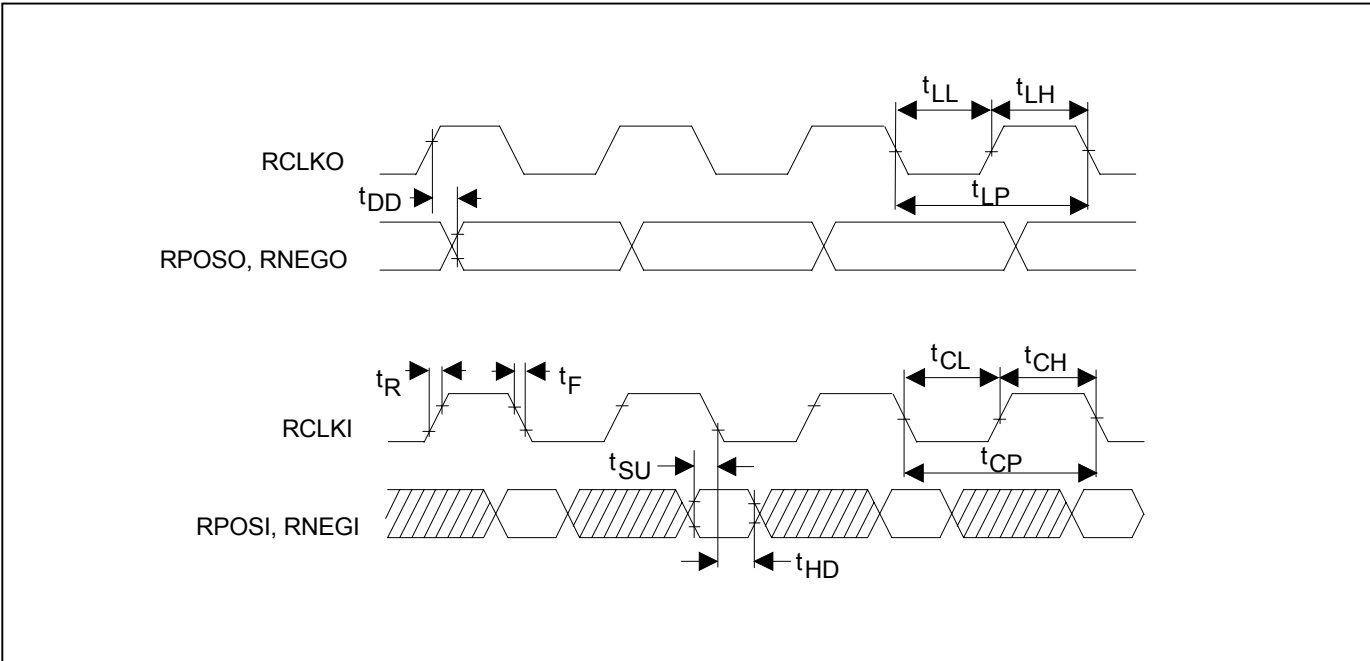 tLL tLH
RCLKO
tDD tLP
RPOSO, RNEGO
tCL tCH
tR tF
RCLKI
tSU tCP
RPOSI, RNEGI
tHD